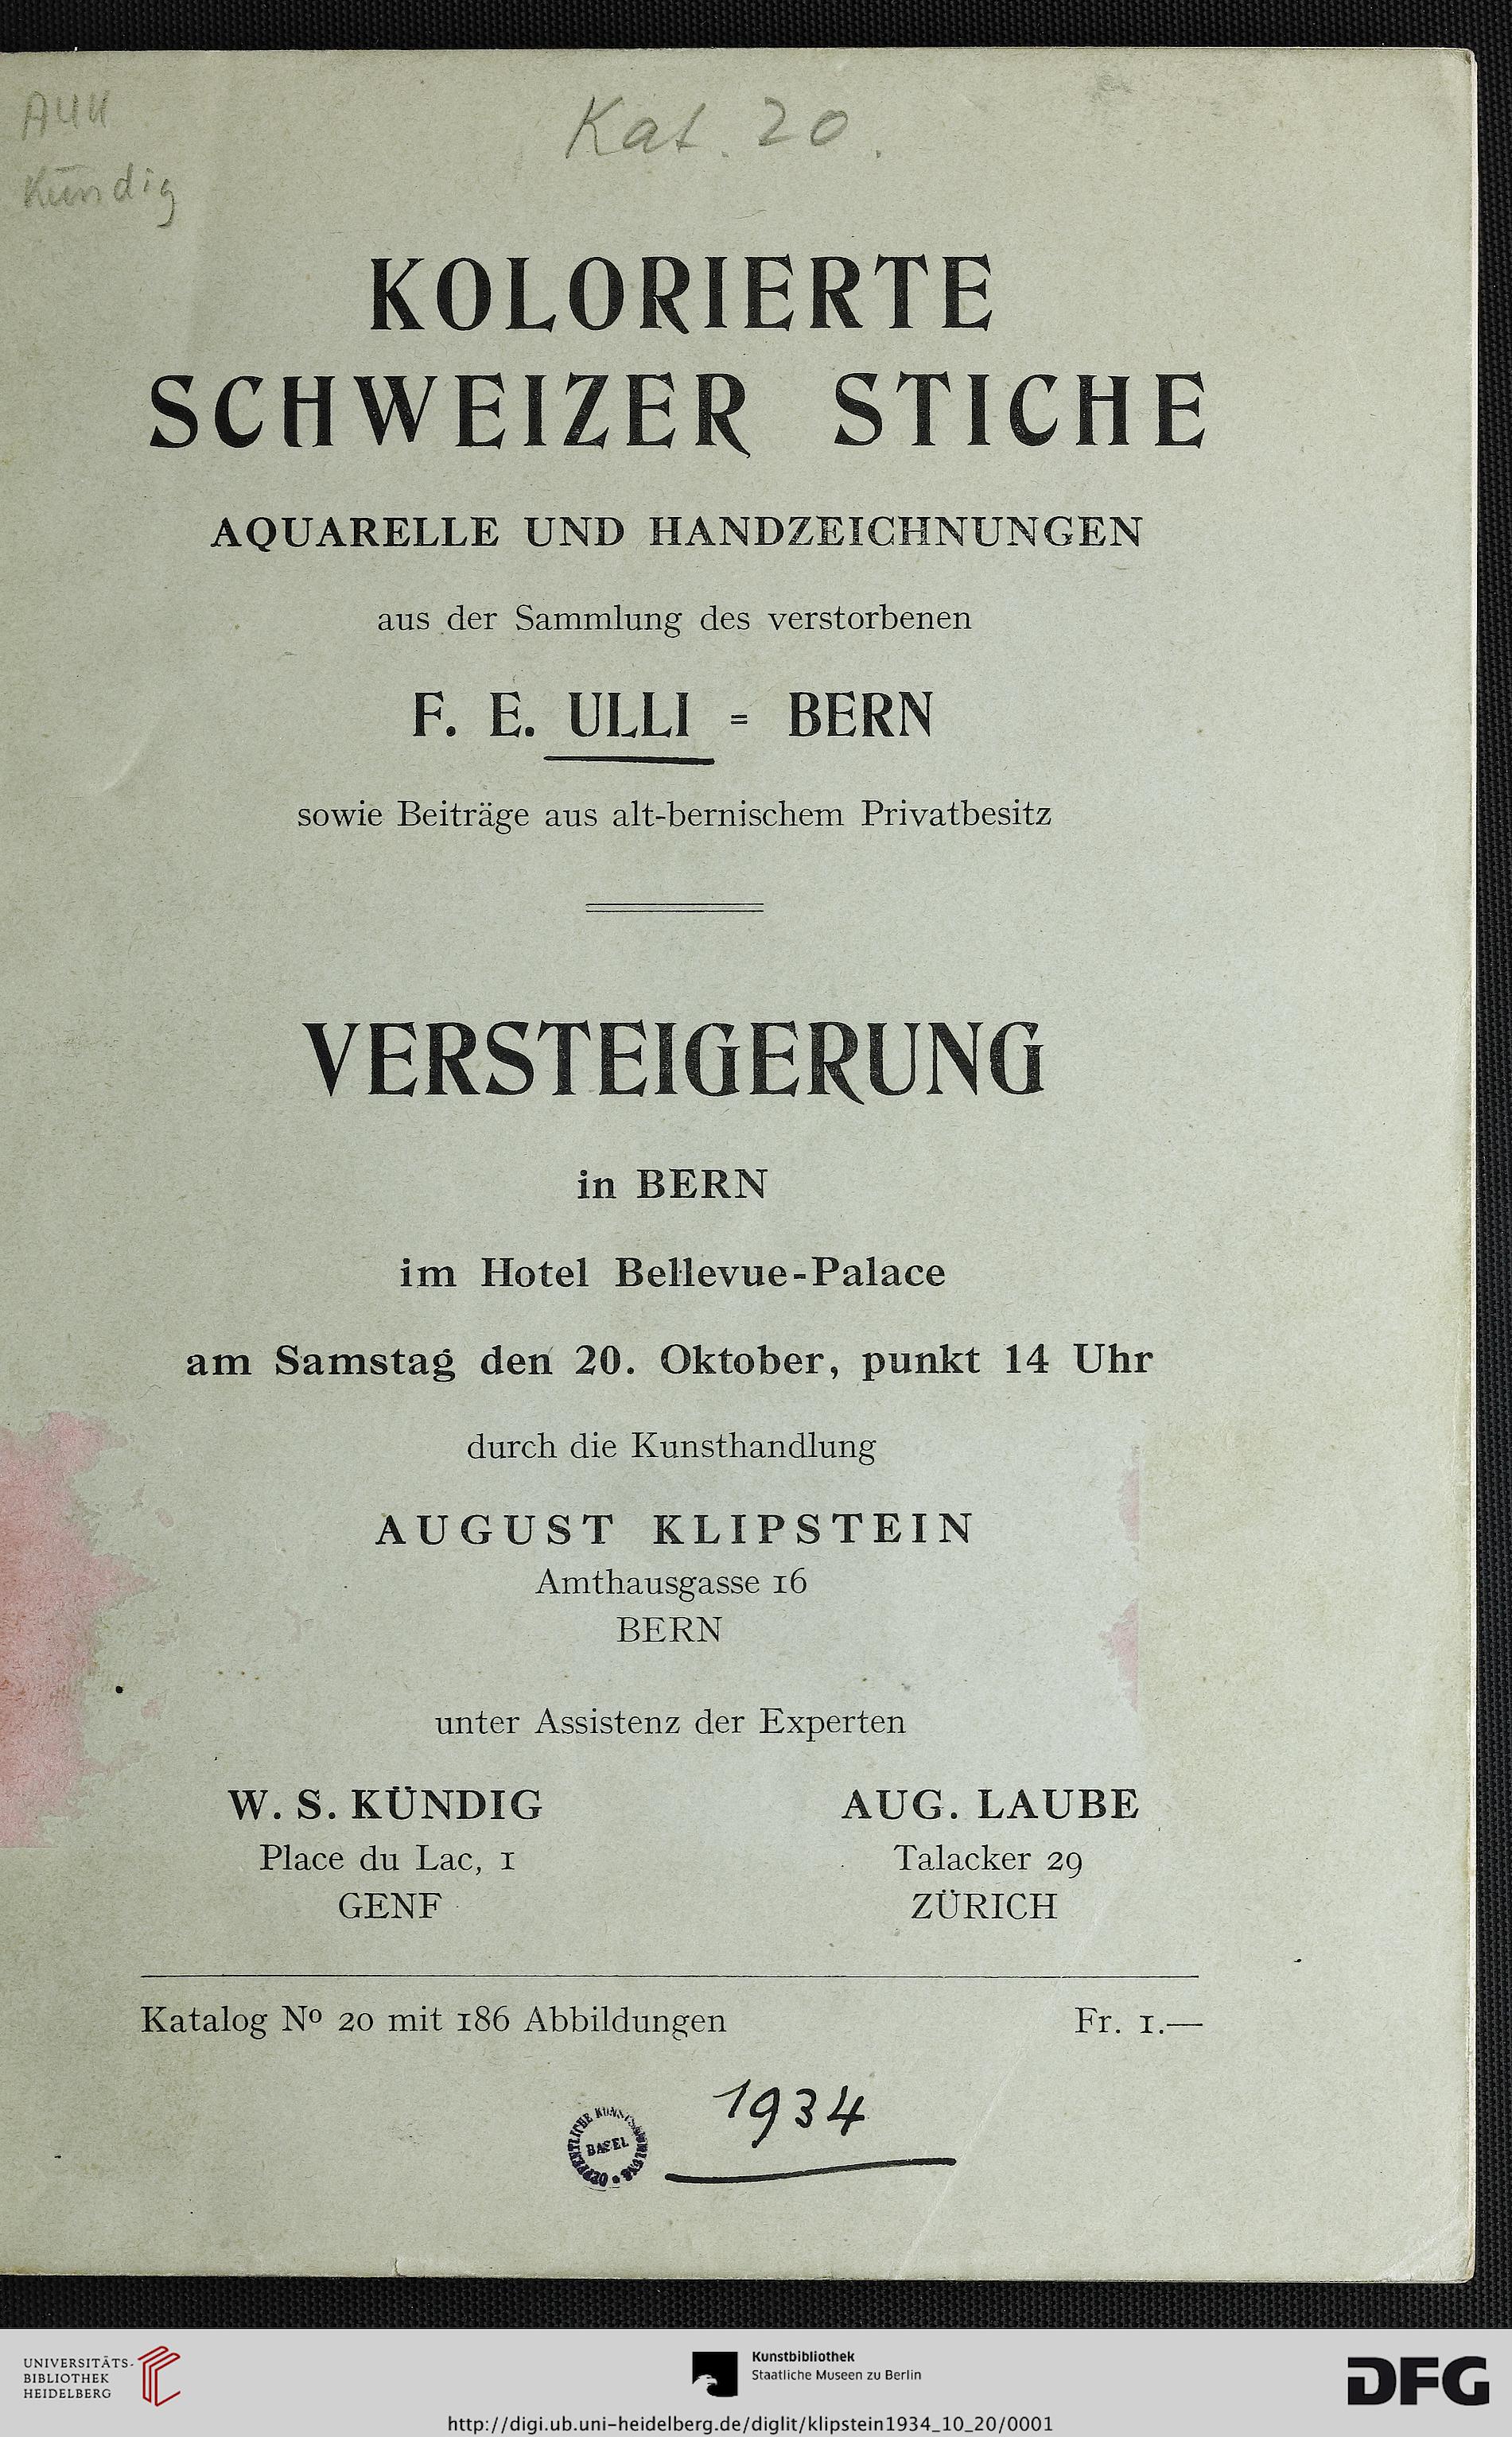 Kat. 20.
Kündig
KOLORIERTE
SCHWEIZER STICHE
AQUARELLE UND HANDZEICHNUNGEN
aus der Sammlung des verstorbenen
F. E. ULLI = BERN
sowie Beiträge aus alt-bernischem Privatbesitz
VERSTEIGERUNG
in BERN
im Hotel Bellevue-Palace
am Samstag den 20. Oktober, punkt 14 Uhr
durch die Kunsthandlung
AUGUST KLIPSTEIN
Amthausgasse 16
BERN
unter Assistenz der Experten
W. S. KÜNDIG
Place du Lac, 1
GENF
AUG. LAUBE
Talacker 29
ZÜRICH
Katalog Nº 20 mit 186 Abbildungen Fr. 1.—
1934
BASEL
UNIVERSITÄTS-
BIBLIOTHEK
HEIDELBERG
Kunstbibliothek
Staatliche Museen zu Berlin
DFG
http://digi.ub.uni-heidelberg.de/diglit/klipstein1934_10_20/0001